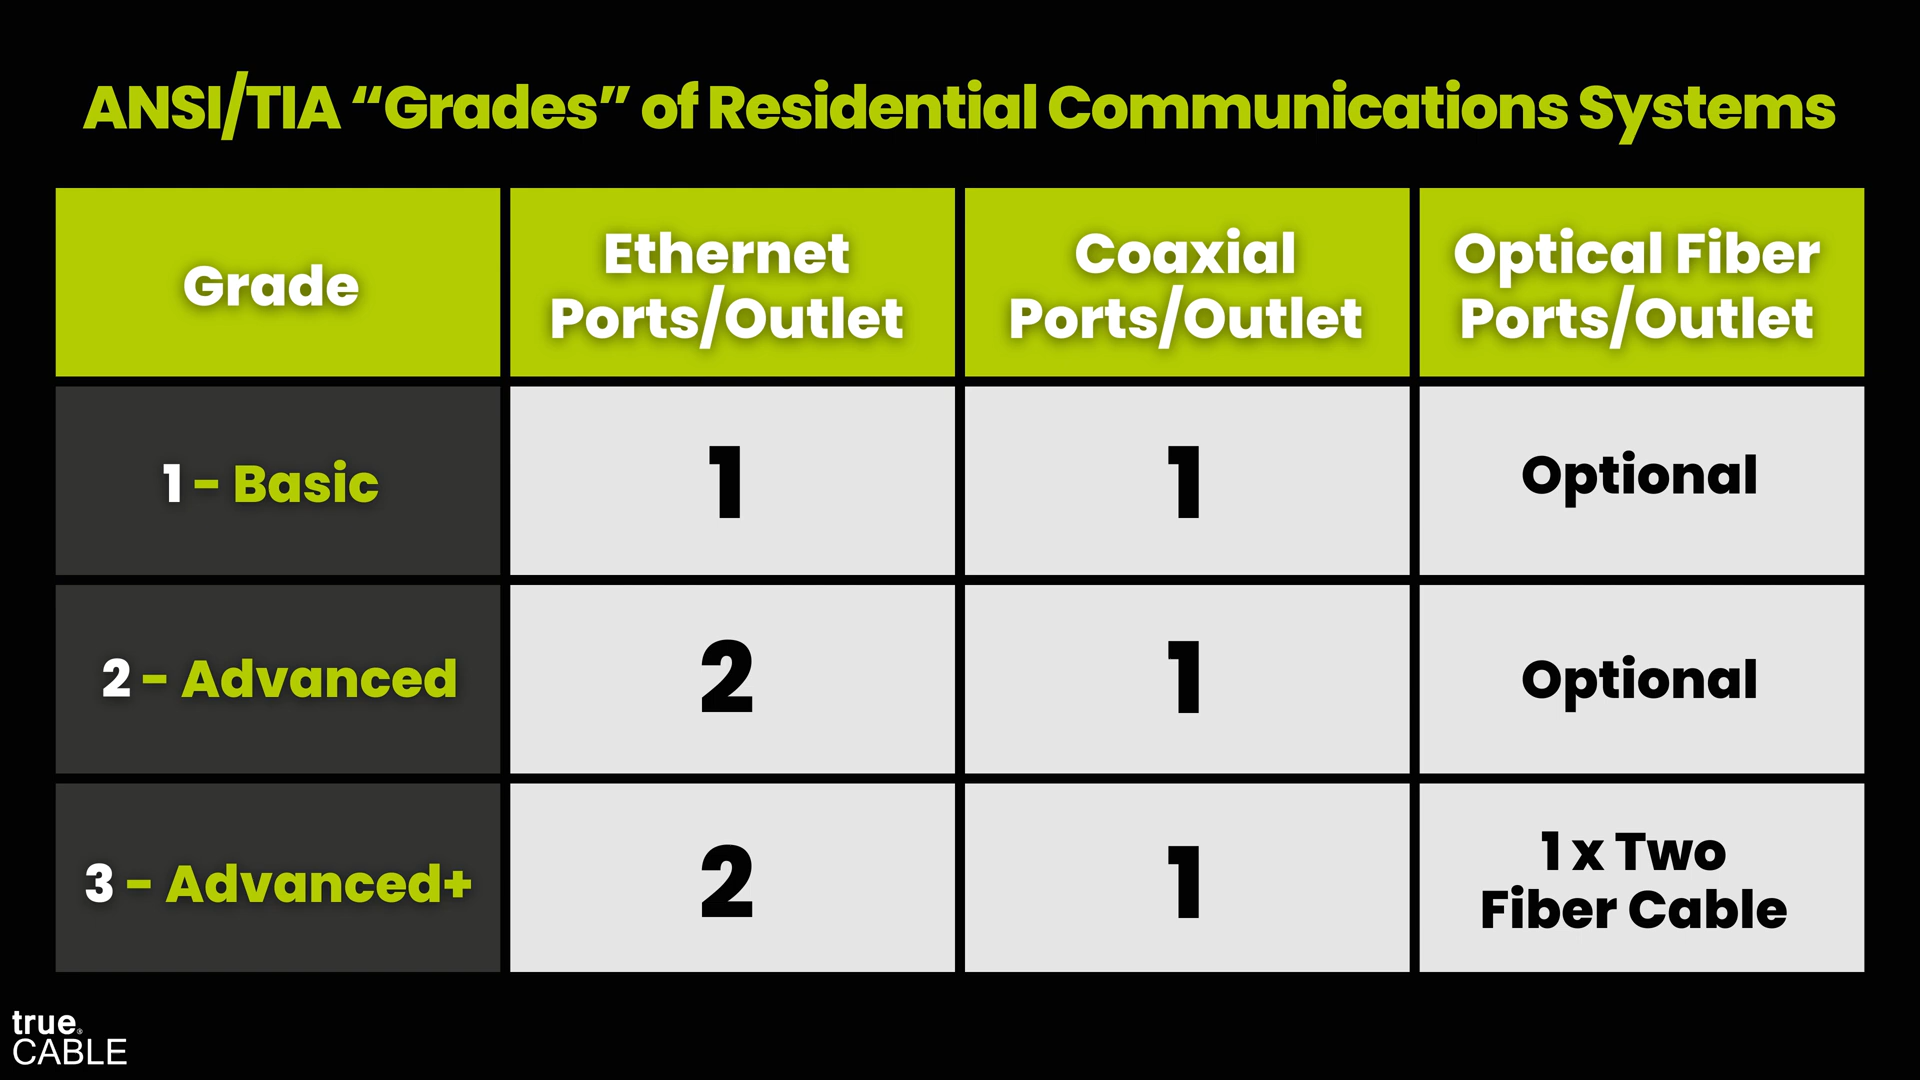 ANSI/TIA “Grades” of Residential Communications Systems
Grade
Ethernet
Ports/Outlet
Coaxial
Ports/Outlet
Optical Fiber
Ports/Outlet
1 - Basic
1
1
Optional
2 - Advanced
2
1
Optional
3 - Advanced+
2
1
1 x Two
Fiber Cable
true®
CABLE